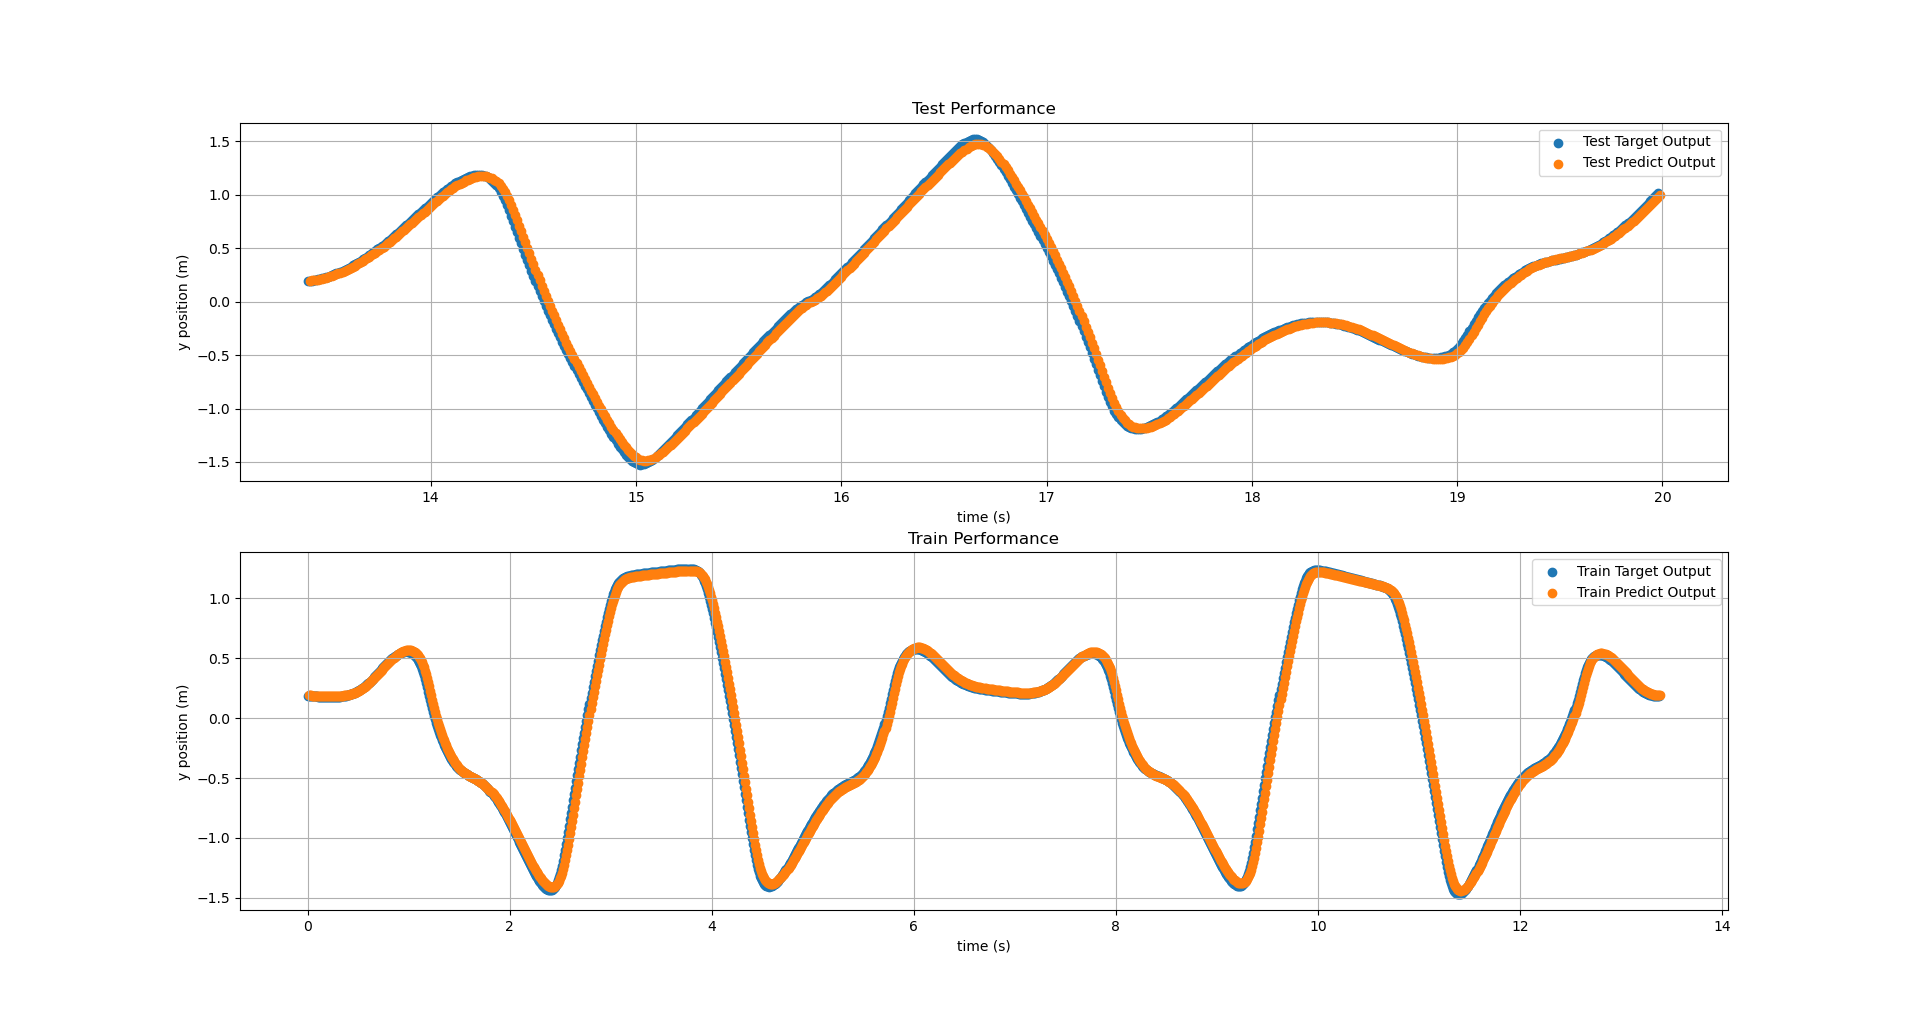 Test Performance
Test Target Output
Test Predict Output
y position (m)
1.5
1.0
0.5
0.0
−0.5
−1.0
−1.5
14 15 16 17 18 19 20
time (s)
Train Performance
Train Target Output
Train Predict Output
y position (m)
1.0
0.5
0.0
−0.5
−1.0
−1.5
0 2 4 6 8 10 12 14
time (s)